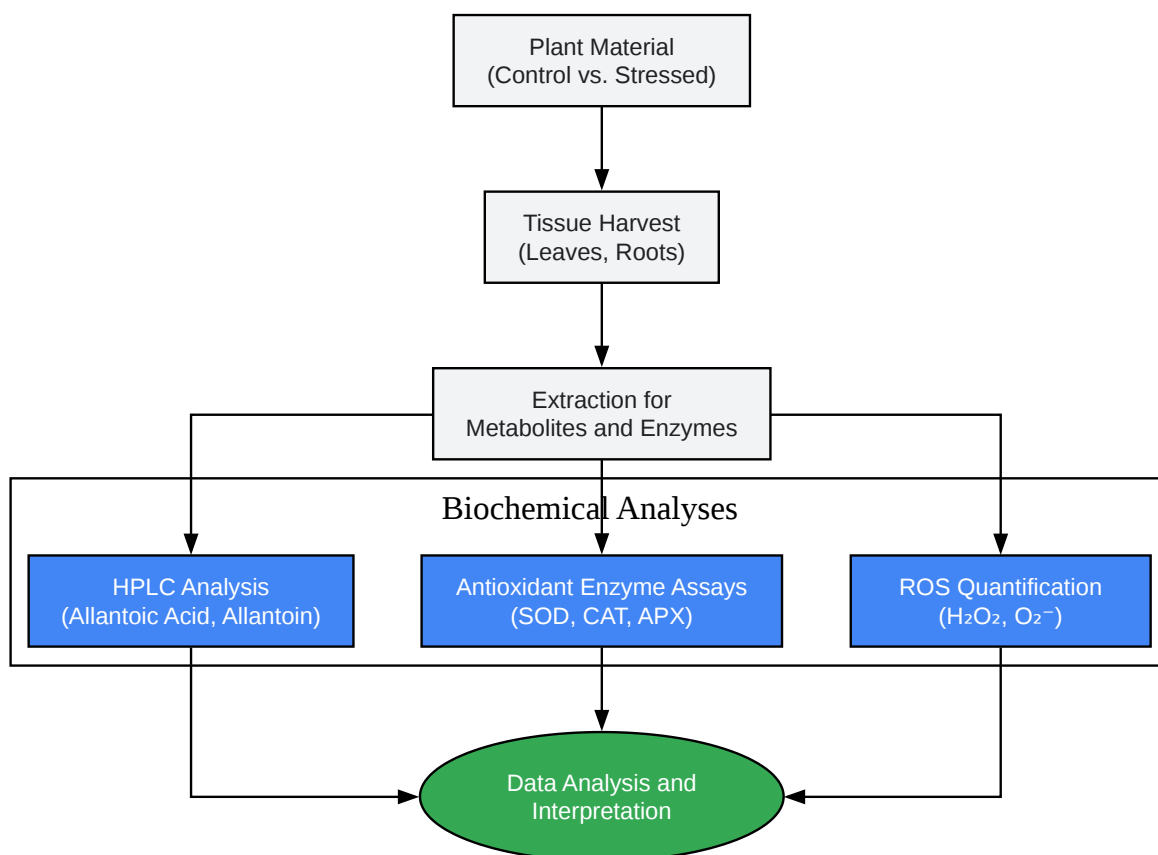 Plant Material
(Control vs. Stressed)
Tissue Harvest
(Leaves, Roots)
Extraction for
Metabolites and Enzymes
Biochemical Analyses
HPLC Analysis
(Allantoic Acid, Allantoin)
Antioxidant Enzyme Assays
(SOD, CAT, APX)
ROS Quantification
(H₂O₂, O₂⁻)
Data Analysis and
Interpretation